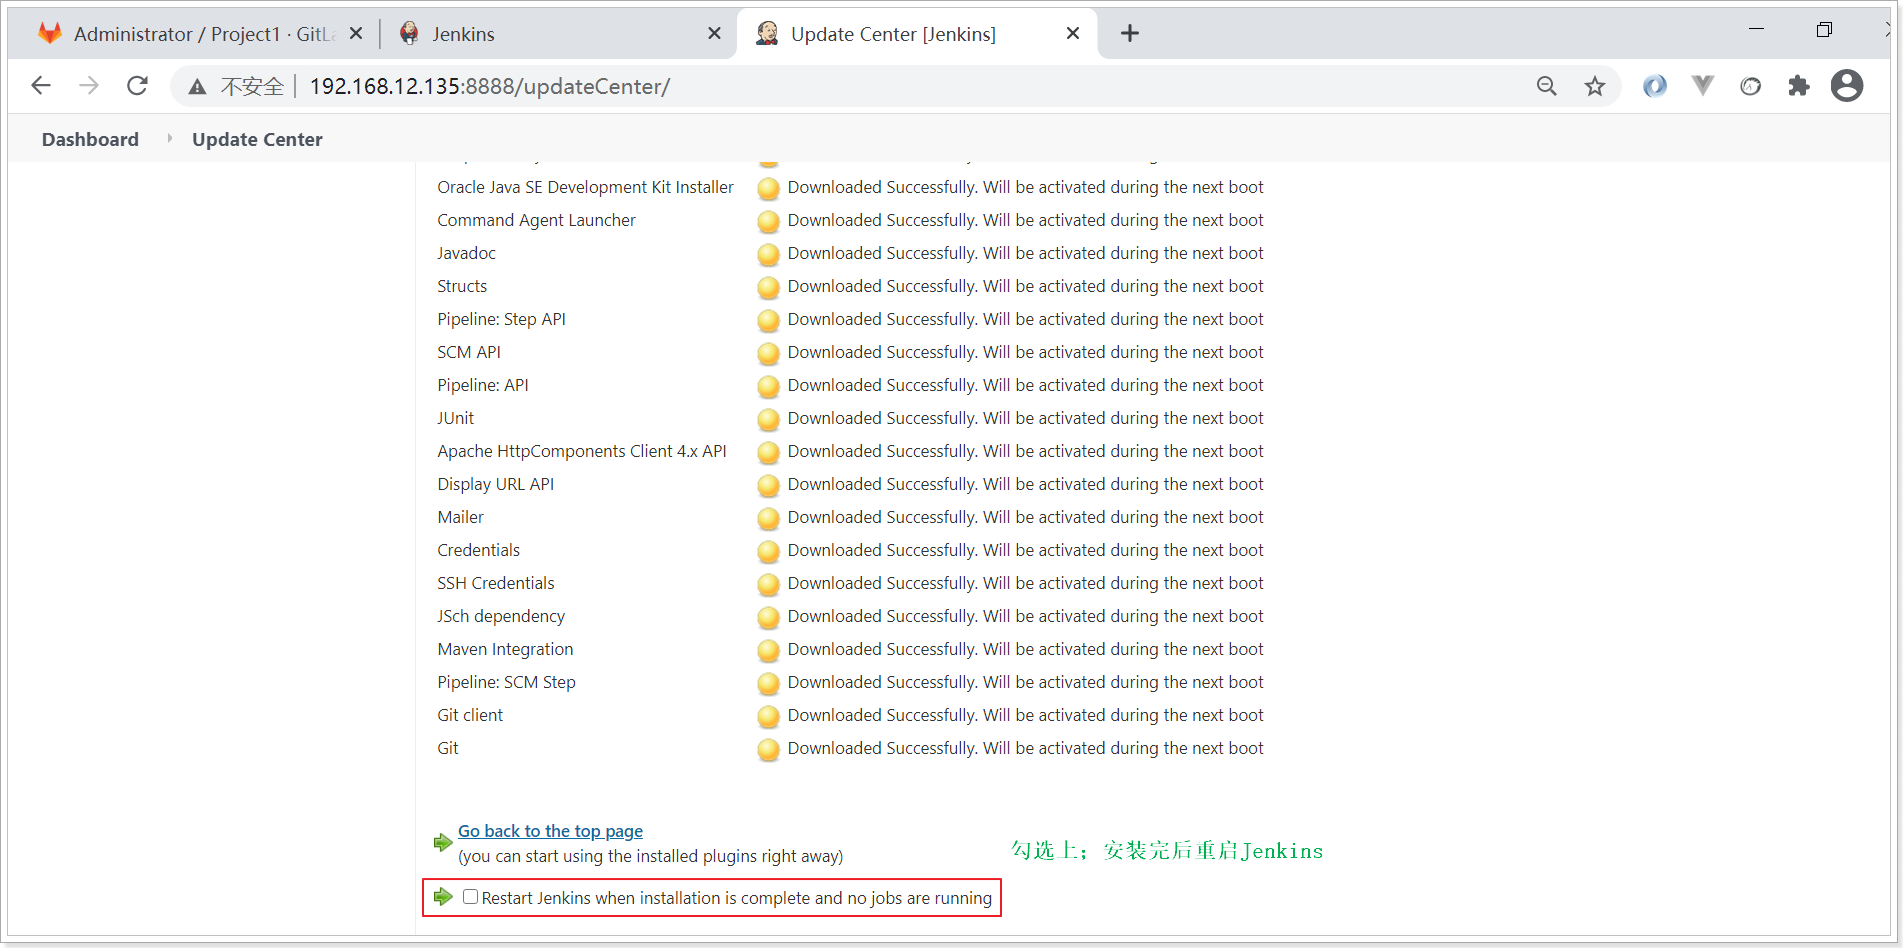 Administrator / Project1 · GitLa
Jenkins
Update Center [Jenkins]
不安全 192.168.12.135:8888/updateCenter/
Dashboard
Update Center
Oracle Java SE Development Kit Installer Downloaded Successfully. Will be activated during the next boot
Command Agent Launcher Downloaded Successfully. Will be activated during the next boot
Javadoc Downloaded Successfully. Will be activated during the next boot
Structs Downloaded Successfully. Will be activated during the next boot
Pipeline: Step API Downloaded Successfully. Will be activated during the next boot
SCM API Downloaded Successfully. Will be activated during the next boot
Pipeline: API Downloaded Successfully. Will be activated during the next boot
JUnit Downloaded Successfully. Will be activated during the next boot
Apache HttpComponents Client 4.x API Downloaded Successfully. Will be activated during the next boot
Display URL API Downloaded Successfully. Will be activated during the next boot
Mailer Downloaded Successfully. Will be activated during the next boot
Credentials Downloaded Successfully. Will be activated during the next boot
SSH Credentials Downloaded Successfully. Will be activated during the next boot
JSch dependency Downloaded Successfully. Will be activated during the next boot
Maven Integration Downloaded Successfully. Will be activated during the next boot
Pipeline: SCM Step Downloaded Successfully. Will be activated during the next boot
Git client Downloaded Successfully. Will be activated during the next boot
Git Downloaded Successfully. Will be activated during the next boot
Go back to the top page
(you can start using the installed plugins right away)
勾选上；安装完后重启Jenkins
Restart Jenkins when installation is complete and no jobs are running